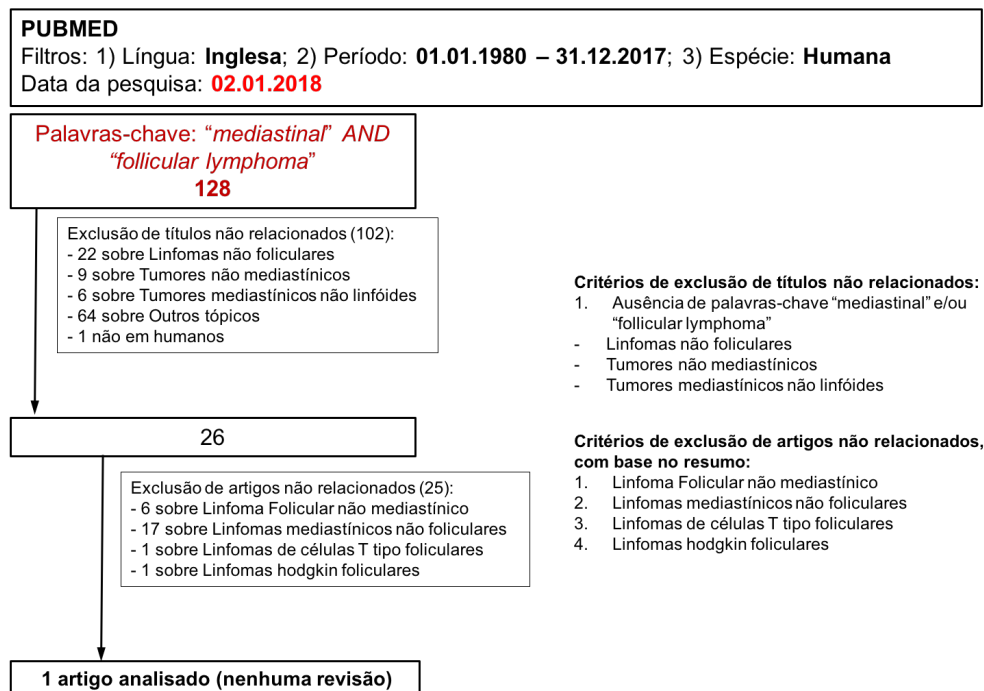 PUBMED
Filtros: 1) Língua: Inglesa; 2) Período: 01.01.1980 – 31.12.2017; 3) Espécie: Humana
Data da pesquisa: 02.01.2018
Palavras-chave: “mediastinal” AND
“follicular lymphoma”
128
Exclusão de títulos não relacionados (102):
- 22 sobre Linfomas não foliculares
- 9 sobre Tumores não mediastínicos
- 6 sobre Tumores mediastínicos não linfóides
- 64 sobre Outros tópicos
- 1 não em humanos
Critérios de exclusão de títulos não relacionados:
1. Ausência de palavras-chave “mediastinal” e/ou
“follicular lymphoma”
- Linfomas não foliculares
- Tumores não mediastínicos
- Tumores mediastínicos não linfóides
26
Exclusão de artigos não relacionados (25):
- 6 sobre Linfoma Folicular não mediastínico
- 17 sobre Linfomas mediastínicos não foliculares
- 1 sobre Linfomas de células T tipo foliculares
- 1 sobre Linfomas hodgkin foliculares
Critérios de exclusão de artigos não relacionados,
com base no resumo:
1. Linfoma Folicular não mediastínico
2. Linfomas mediastínicos não foliculares
3. Linfomas de células T tipo foliculares
4. Linfomas hodgkin foliculares
1 artigo analisado (nenhuma revisão)